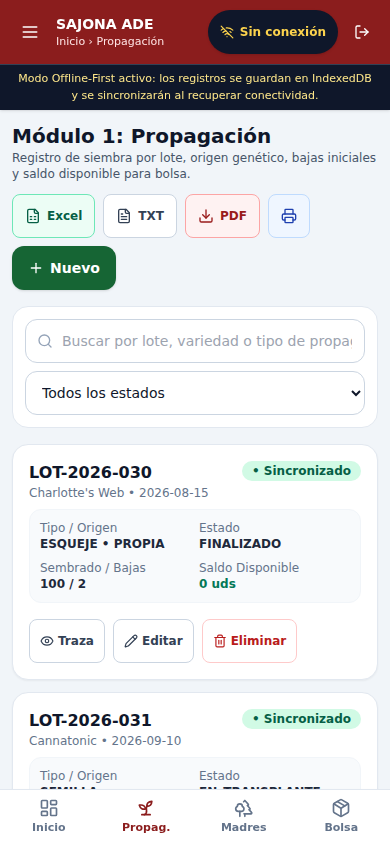 SAJONA ADE
Inicio › Propagación
Sin conexión
Modo Offline-First activo: los registros se guardan en IndexedDB
y se sincronizarán al recuperar conectividad.
Módulo 1: Propagación
Registro de siembra por lote, origen genético, bajas iniciales
y saldo disponible para bolsa.
Excel
TXT
PDF
Nuevo
Buscar por lote, variedad o tipo de propa
Todos los estados
LOT-2026-030
• Sincronizado
Charlotte's Web • 2026-08-15
Tipo / Origen
Estado
ESQUEJE • PROPIA
FINALIZADO
Sembrado / Bajas
Saldo Disponible
100 / 2
0 uds
Traza
Editar
Eliminar
LOT-2026-031
• Sincronizado
Cannatonic • 2026-09-10
Tipo / Origen
Estado
Inicio
Propag.
Madres
Bolsa